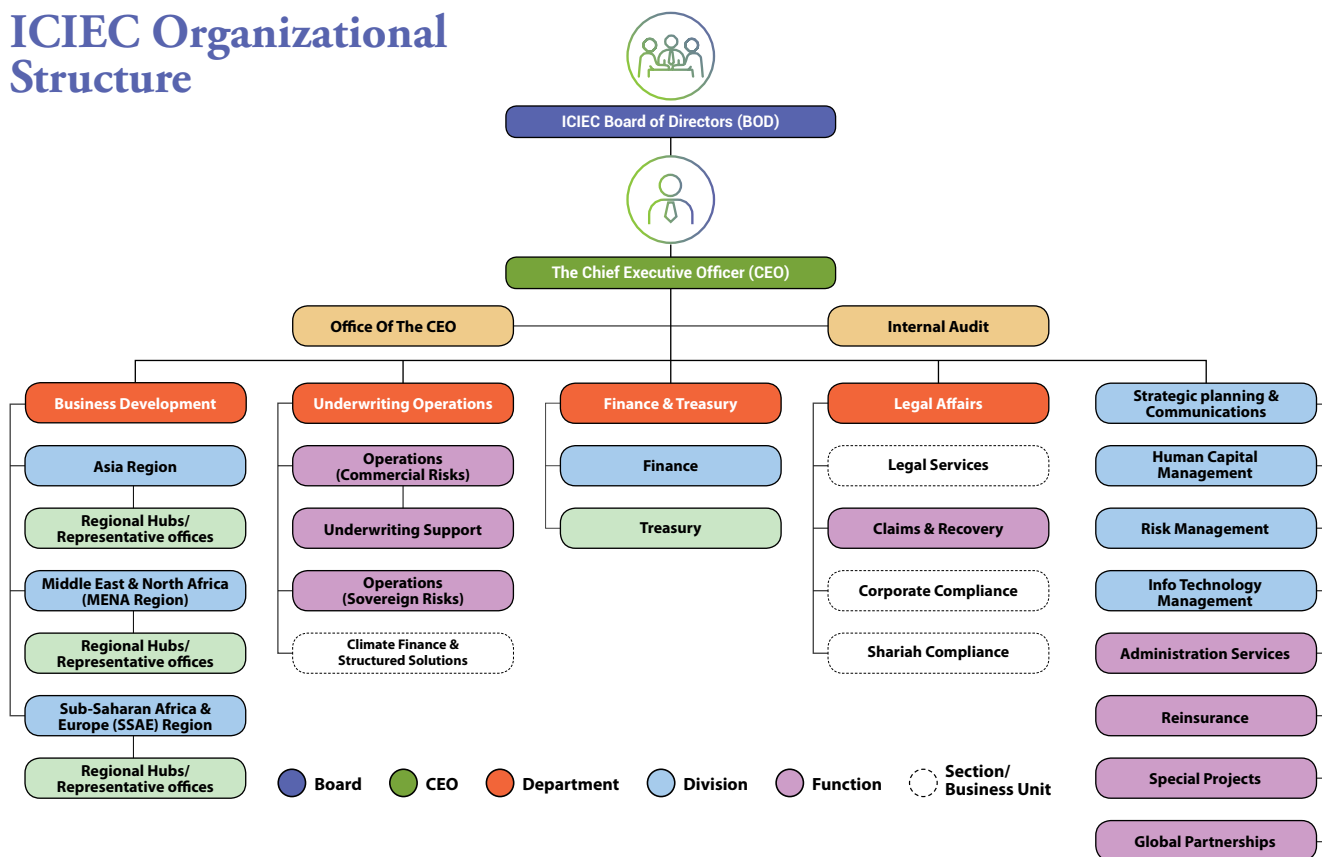 ICIEC Organizational
Structure
ICIEC Board of Directors (BOD)
The Chief Executive Officer (CEO)
Office Of The CEO
Internal Audit
Business Development
Asia Region
Regional Hubs/
Representative offices
Middle East & North Africa
(MENA Region)
Regional Hubs/
Representative offices
Sub-Saharan Africa &
Europe (SSAE) Region
Regional Hubs/
Representative offices
Underwriting Operations
Operations
(Commercial Risks)
Underwriting Support
Operations
(Sovereign Risks)
Climate Finance &
Structured Solutions
Finance & Treasury
Finance
Treasury
Legal Affairs
Legal Services
Claims & Recovery
Corporate Compliance
Shariah Compliance
Strategic planning &
Communications
Human Capital
Management
Risk Management
Info Technology
Management
Administration Services
Reinsurance
Special Projects
Global Partnerships
Board
CEO
Department
Division
Function
Section/
Business Unit